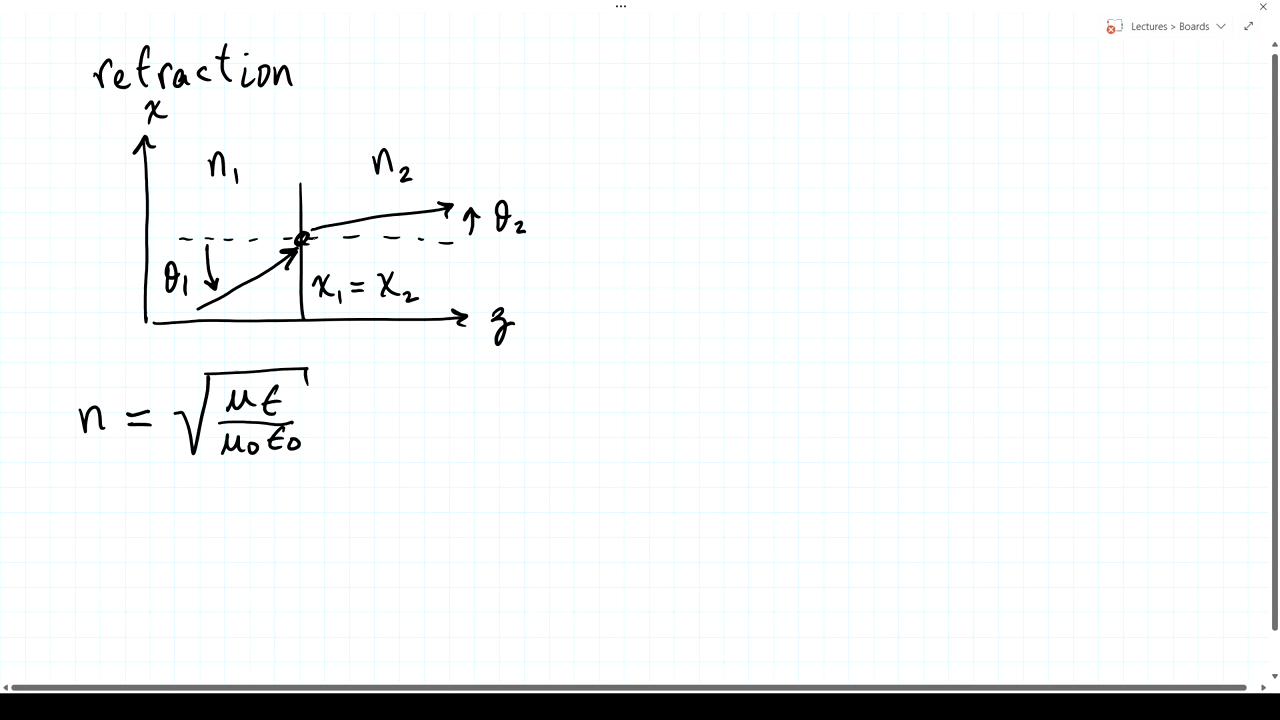 Lectures > Boards
refraction
x
n₁ n₂
θ₂
θ₁ x₁ = x₂
z
n = √(με / μ₀ε₀)